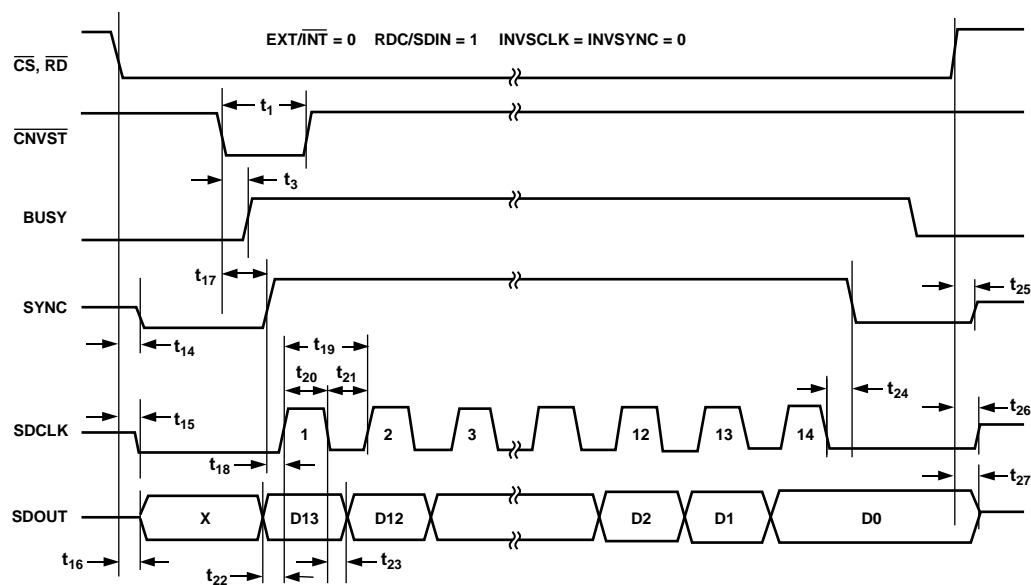 EXT/INT = 0 RDC/SDIN = 1 INVSCLK = INVSYNC = 0
CS, RD
t1
CNVST
t3
BUSY
t17
t25
SYNC
t14
t19
t20 t21
t24
t15
t26
SDCLK
1 2 3 12 13 14
t18
t27
SDOUT
X D13 D12 D2 D1 D0
t16
t22
t23